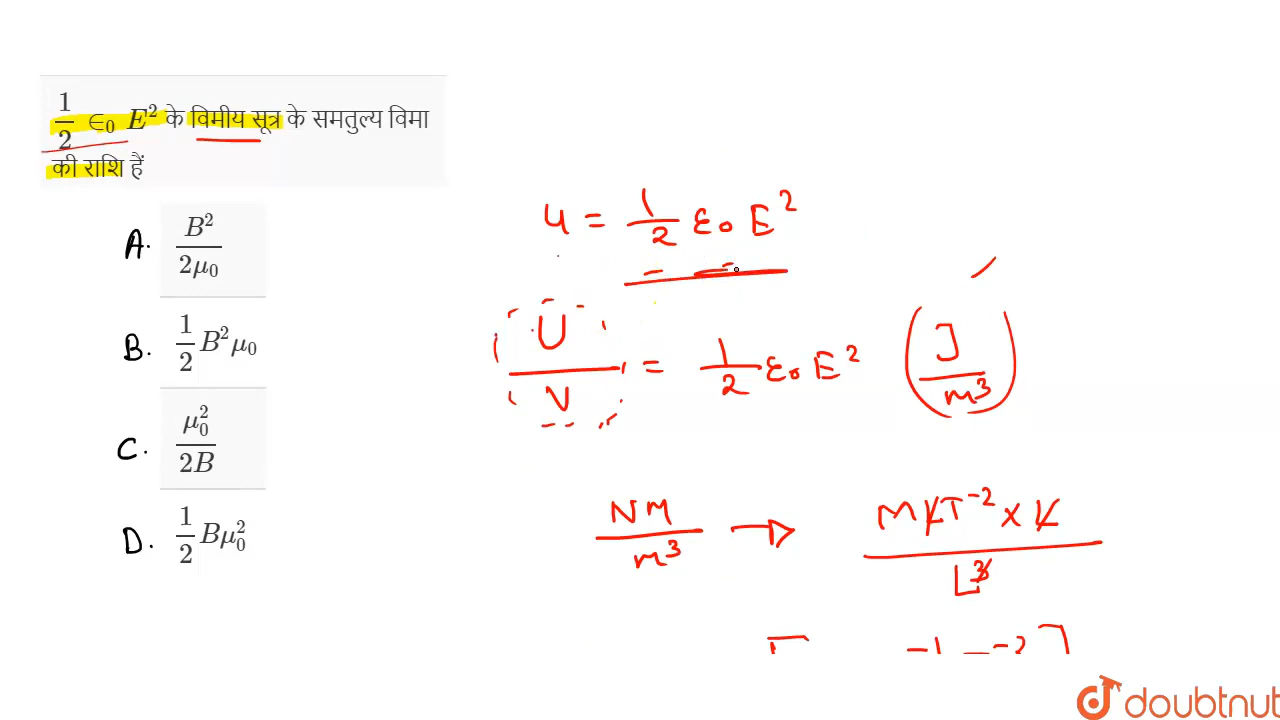 1/2 ∈₀ E² के विमीय सूत्र के समतुल्य विमा
की राशि हैं
A. B²/2μ₀
B. 1/2 B²μ₀
C. μ₀²/2B
D. 1/2 Bμ₀²
u = 1/2 ε₀ E²
U/V = 1/2 ε₀ E² (J/m³)
NM/m³ → MLT⁻² × L/L³
doubtnut